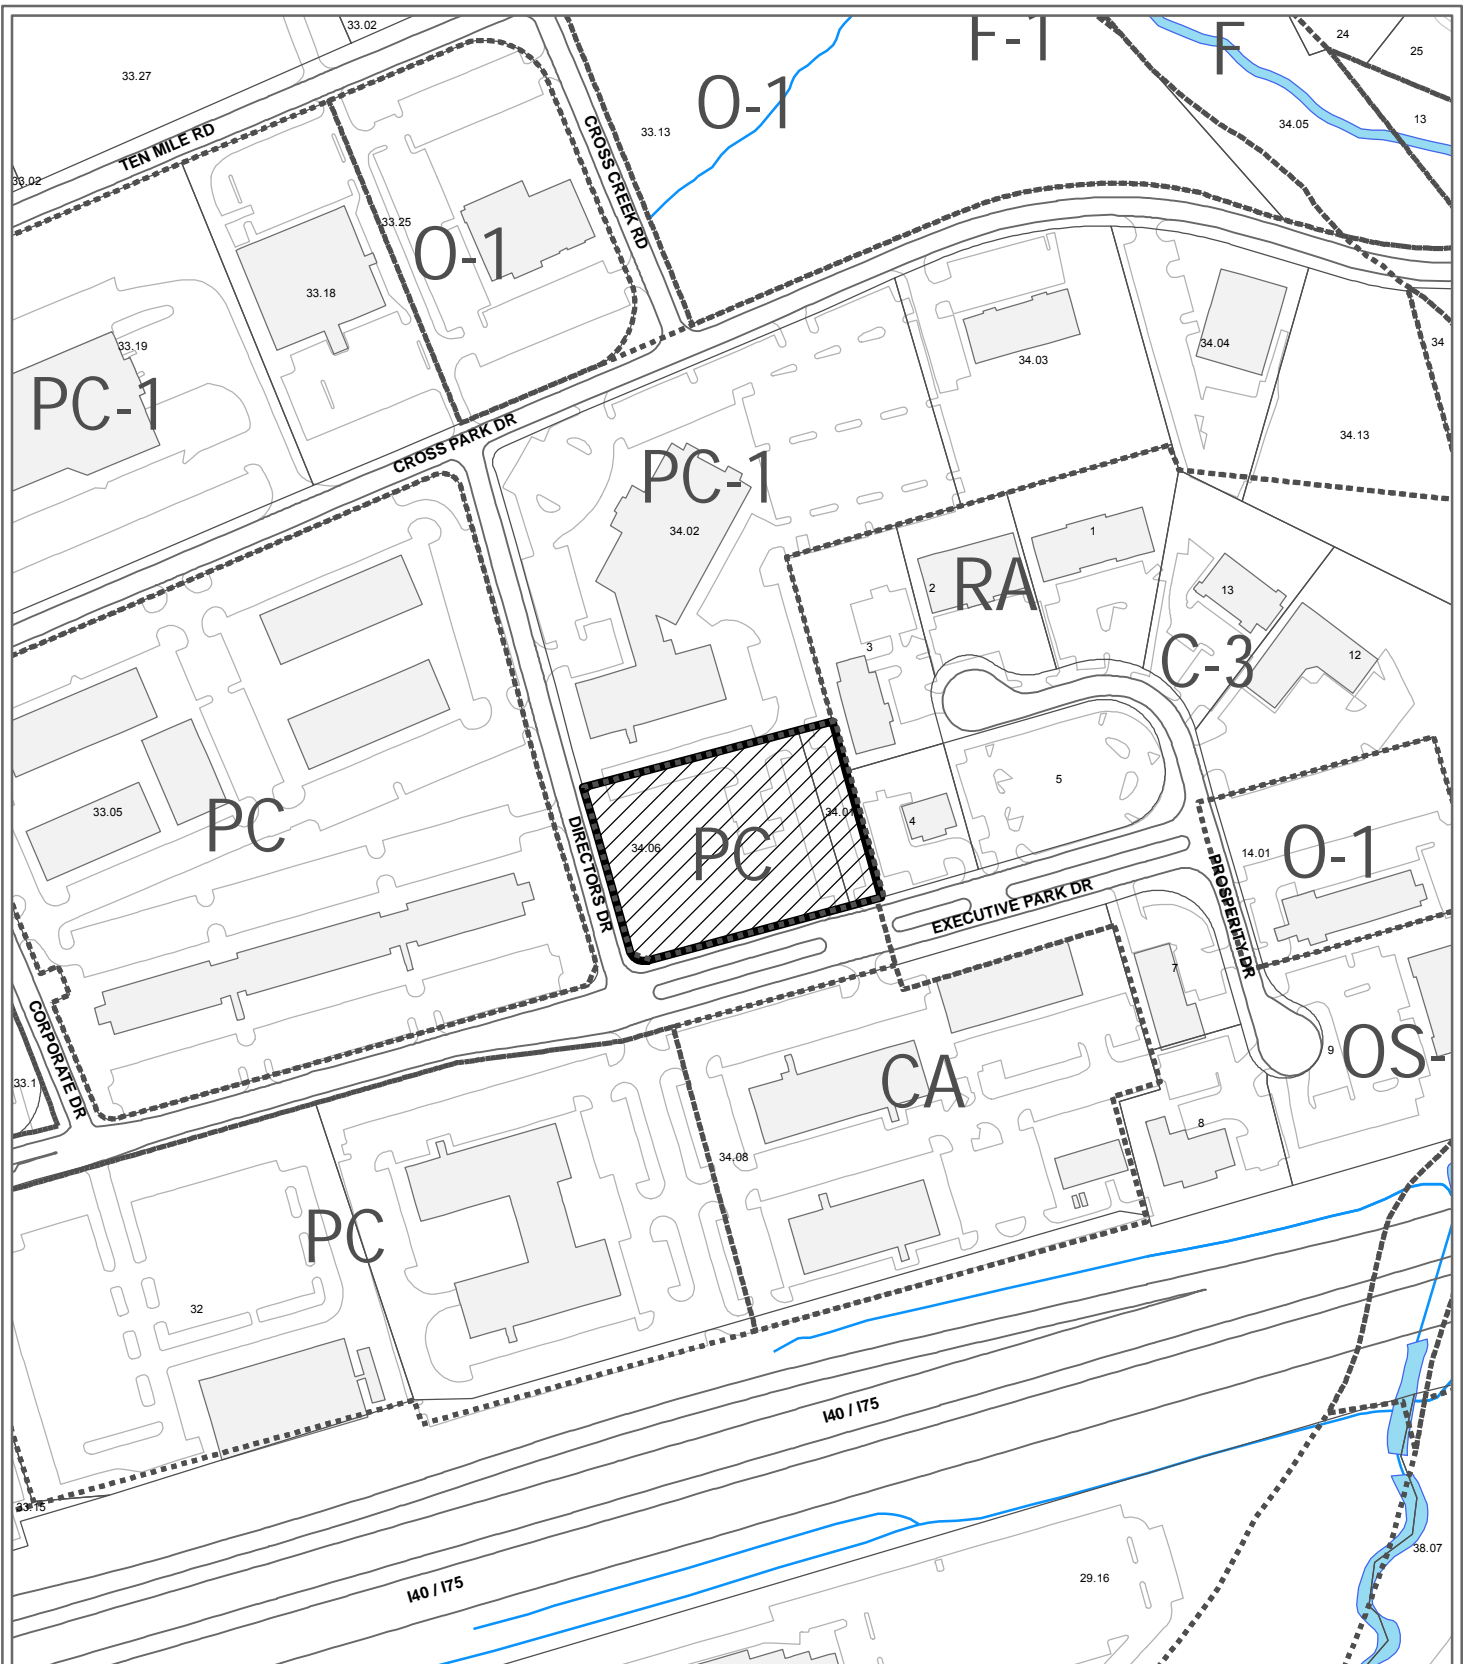 33.02
33.27
F-1
F
24
25
O-1
33.13
34.05
13
TEN MILE RD
CROSS CREEK RD
33.02
33.25
O-1
33.18
33.19
34.03
34.04
34
PC-1
CROSS PARK DR
34.13
PC-1
34.02
1
2
RA
13
3
C-3
12
5
33.05
PC
DIRECTORS DR
34.06
PC
34.01
4
14.01
O-1
PROSPERITY DR
EXECUTIVE PARK DR
7
CORPORATE DR
33.1
CA
9
OS-
8
34.08
PC
32
I40 / I75
33.15
38.07
29.16
I40 / I75